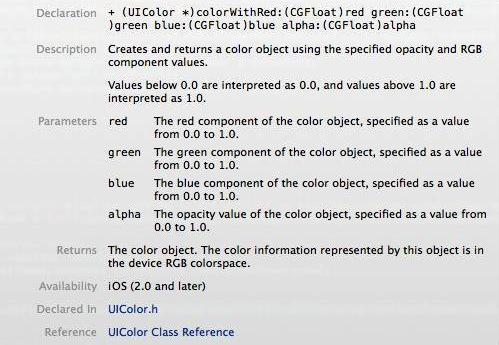 Declaration + (UIColor *)colorWithRed:(CGFloat)red green:(CGFloat
)green blue:(CGFloat)blue alpha:(CGFloat)alpha
Description Creates and returns a color object using the specified opacity and RGB
component values.
Values below 0.0 are interpreted as 0.0, and values above 1.0 are
interpreted as 1.0.
Parameters red The red component of the color object, specified as a value
from 0.0 to 1.0.
green The green component of the color object, specified as a value
from 0.0 to 1.0.
blue The blue component of the color object, specified as a value
from 0.0 to 1.0.
alpha The opacity value of the color object, specified as a value from
0.0 to 1.0.
Returns The color object. The color information represented by this object is in
the device RGB colorspace.
Availability iOS (2.0 and later)
Declared In UIColor.h
Reference UIColor Class Reference